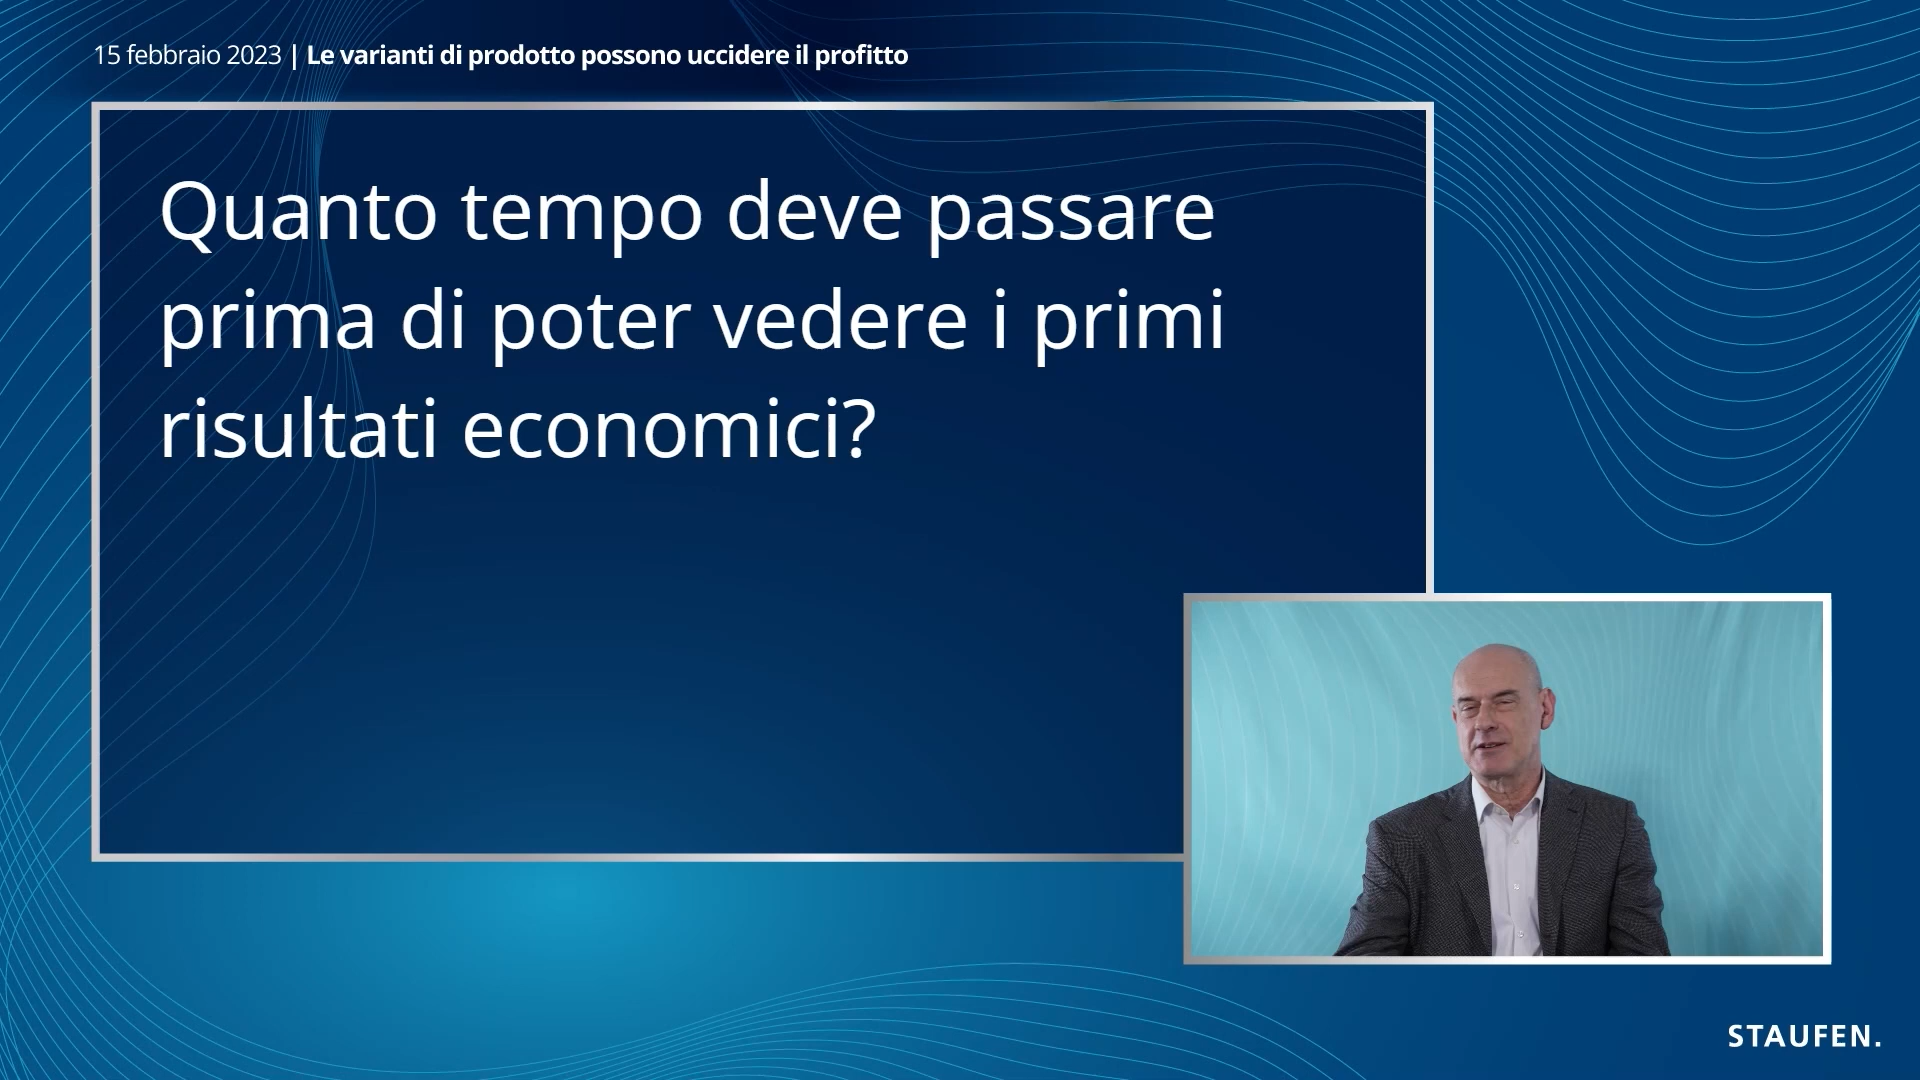 15 febbraio 2023 | Le varianti di prodotto possono uccidere il profitto
Quanto tempo deve passare
prima di poter vedere i primi
risultati economici?
STAUFEN.